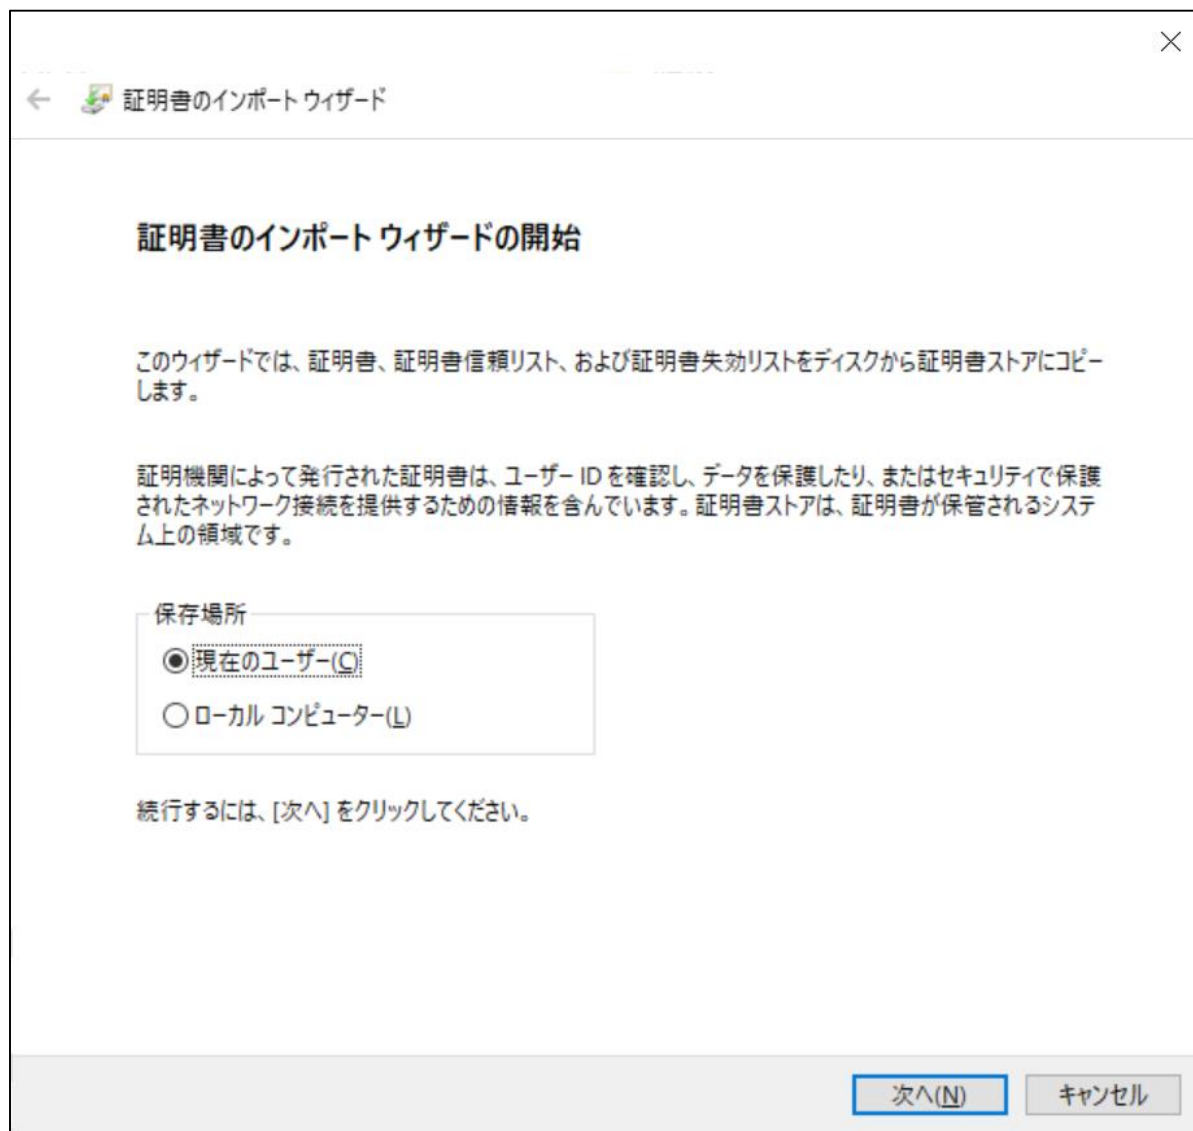 証明書のインポート ウィザード
証明書のインポート ウィザードの開始
このウィザードでは、証明書、証明書信頼リスト、および証明書失効リストをディスクから証明書ストアにコピー
します。
証明機関によって発行された証明書は、ユーザー ID を確認し、データを保護したり、またはセキュリティで保護
されたネットワーク接続を提供するための情報を含んでいます。証明書ストアは、証明書が保管されるシステ
ム上の領域です。
保存場所
現在のユーザー(C)
ローカル コンピューター(L)
続行するには、[次へ] をクリックしてください。
次へ(N)
キャンセル